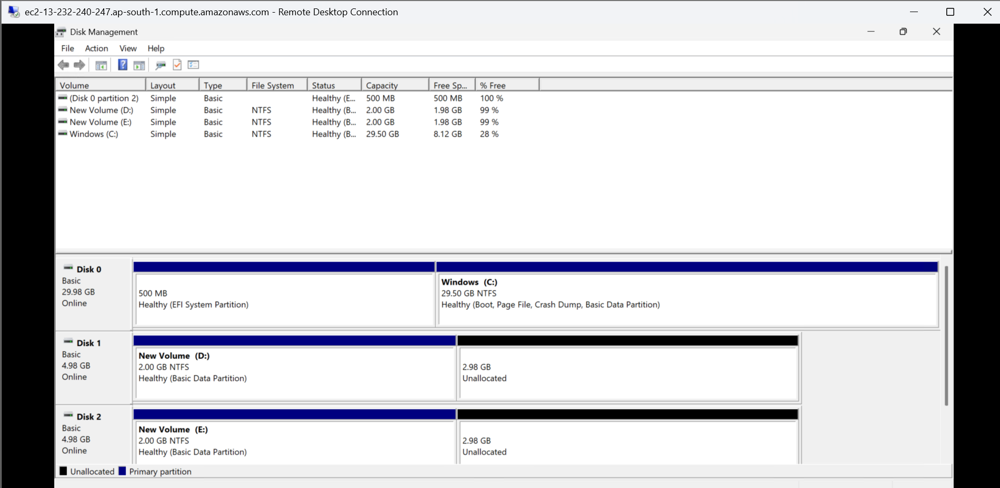 ec2-13-232-240-247.ap-south-1.compute.amazonaws.com - Remote Desktop Connection
Disk Management
File Action View Help
Volume Layout Type File System Status Capacity Free Sp... % Free
(Disk 0 partition 2) Simple Basic Healthy (E... 500 MB 500 MB 100 %
New Volume (D:) Simple Basic NTFS Healthy (B... 2.00 GB 1.98 GB 99 %
New Volume (E:) Simple Basic NTFS Healthy (B... 2.00 GB 1.98 GB 99 %
Windows (C:) Simple Basic NTFS Healthy (B... 29.50 GB 8.12 GB 28 %
Disk 0
Basic
29.98 GB
Online
500 MB
Healthy (EFI System Partition)
Windows (C:)
29.50 GB NTFS
Healthy (Boot, Page File, Crash Dump, Basic Data Partition)
Disk 1
Basic
4.98 GB
Online
New Volume (D:)
2.00 GB NTFS
Healthy (Basic Data Partition)
2.98 GB
Unallocated
Disk 2
Basic
4.98 GB
Online
New Volume (E:)
2.00 GB NTFS
Healthy (Basic Data Partition)
2.98 GB
Unallocated
Unallocated Primary partition